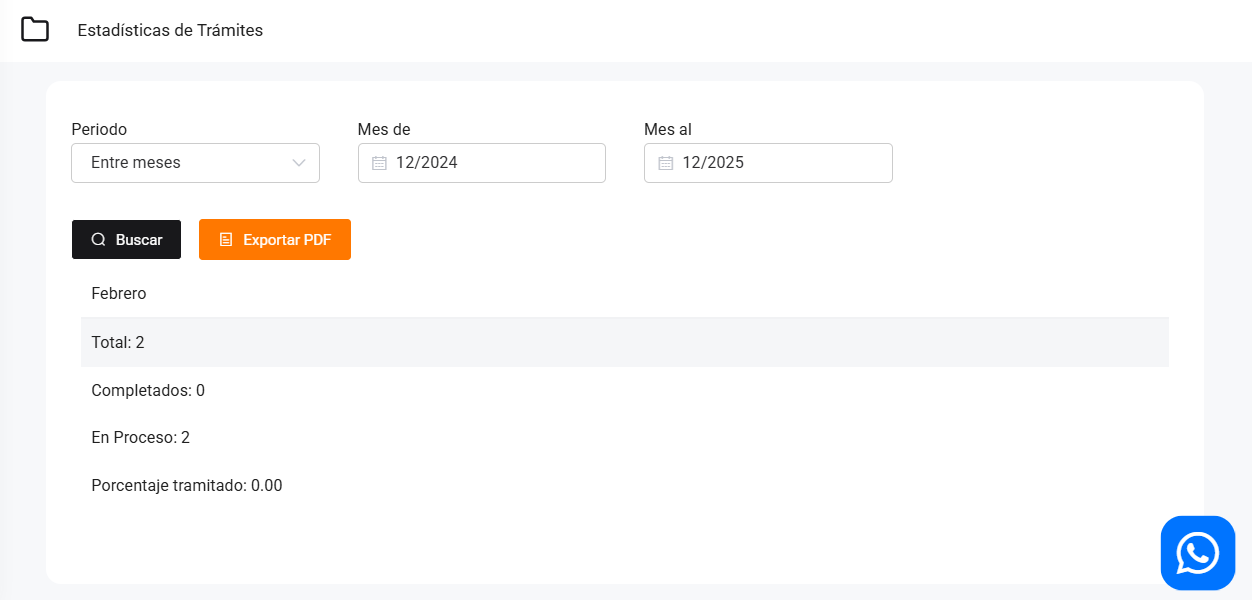 Estadísticas de Trámites
Periodo
Mes de
Mes al
Entre meses
12/2024
12/2025
Buscar
Exportar PDF
Febrero
Total: 2
Completados: 0
En Proceso: 2
Porcentaje tramitado: 0.00